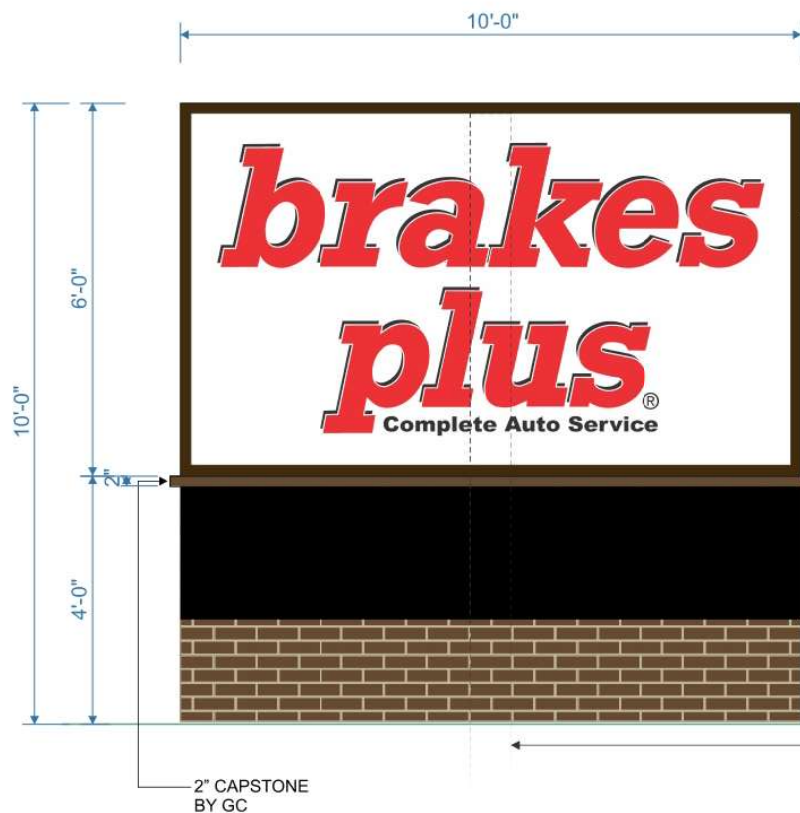 10'-0"
brakes
plus®
Complete Auto Service
6'-0"
10'-0"
2"
4'-0"
2" CAPSTONE
BY GC